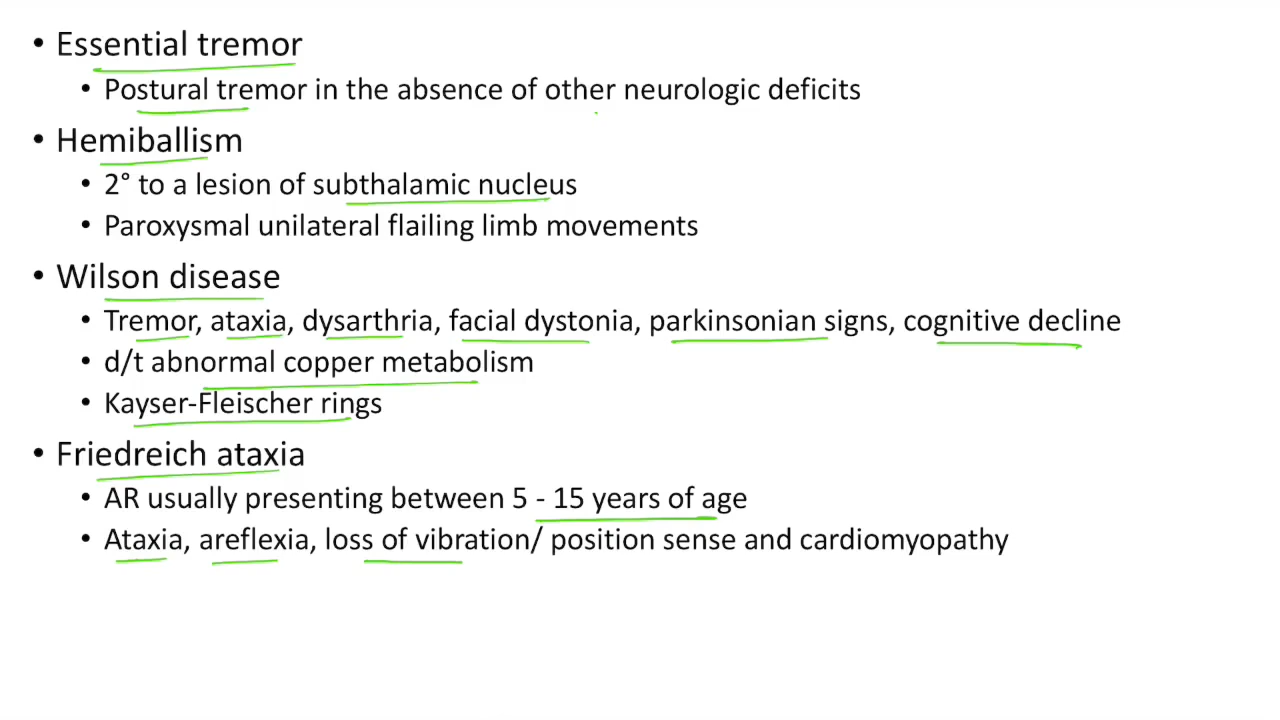 • Essential tremor
• Postural tremor in the absence of other neurologic deficits
• Hemiballism
• 2° to a lesion of subthalamic nucleus
• Paroxysmal unilateral flailing limb movements
• Wilson disease
• Tremor, ataxia, dysarthria, facial dystonia, parkinsonian signs, cognitive decline
• d/t abnormal copper metabolism
• Kayser-Fleischer rings
• Friedreich ataxia
• AR usually presenting between 5 - 15 years of age
• Ataxia, areflexia, loss of vibration/ position sense and cardiomyopathy